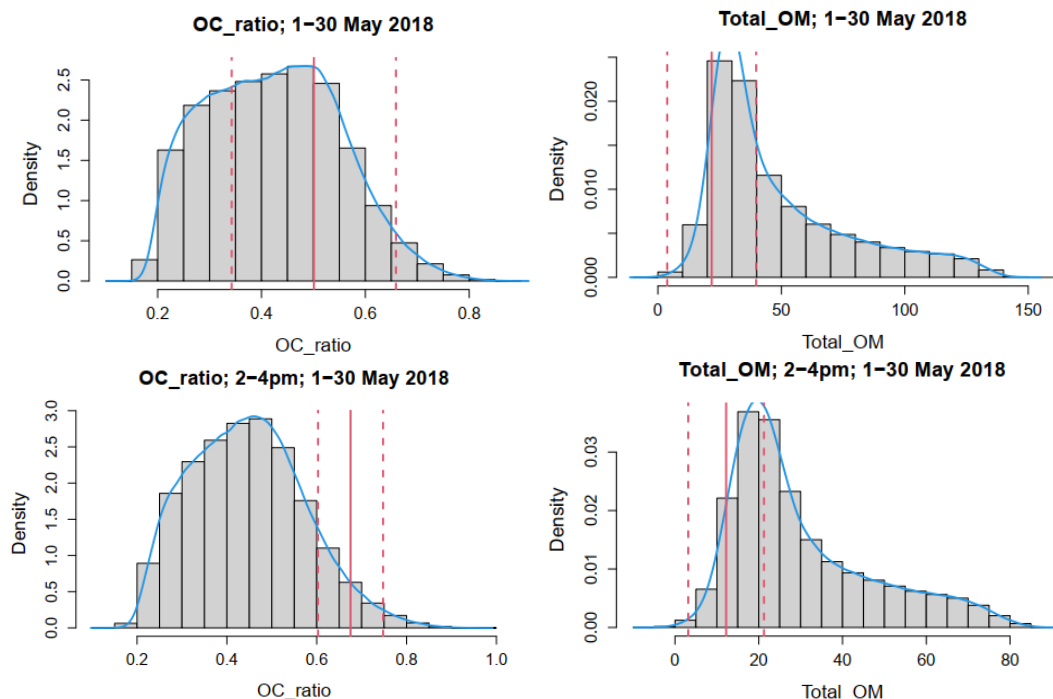 OC_ratio; 1−30 May 2018
Density
0.0 0.5 1.0 1.5 2.0 2.5
0.2 0.4 0.6 0.8
OC_ratio
Total_OM; 1−30 May 2018
Density
0.000 0.010 0.020
0 50 100 150
Total_OM
OC_ratio; 2−4pm; 1−30 May 2018
Density
0.0 0.5 1.0 1.5 2.0 2.5 3.0
0.2 0.4 0.6 0.8 1.0
OC_ratio
Total_OM; 2−4pm; 1−30 May 2018
Density
0.00 0.01 0.02 0.03
0 20 40 60 80
Total_OM